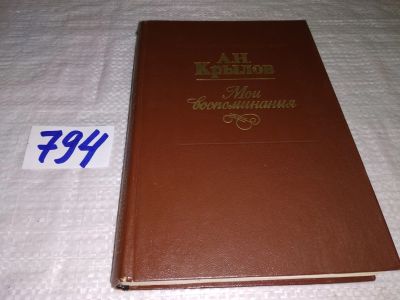 А.Н.
Крылов
Мои
воспоминания
794